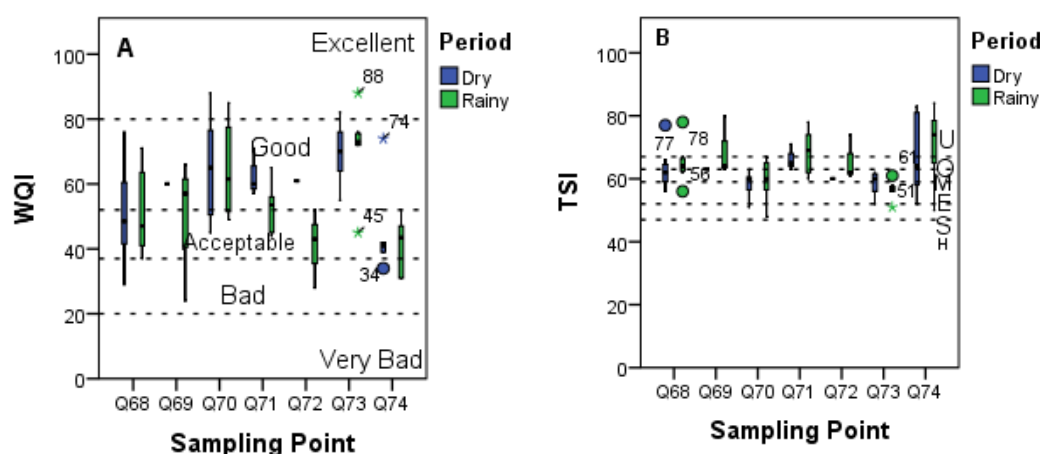 A
Excellent
Period
Dry
Rainy
100
88
80
74
Good
60
WQI
45
Acceptable
40
34
Bad
20
Very Bad
0
Q68 Q69 Q70 Q71 Q72 Q73 Q74
Sampling Point
B
Period
Dry
Rainy
100
80
77
78
U
61
56
O
60
M
51
E
TSI
S
H
40
20
0
Q68 Q69 Q70 Q71 Q72 Q73 Q74
Sampling Point